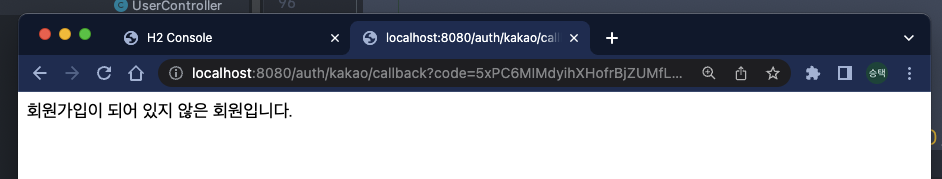 UserController
96
H2 Console
localhost:8080/auth/kakao/cal
localhost:8080/auth/kakao/callback?code=5xPC6MIMdyihXHofrBjZUMfL...
승택
회원가입이 되어 있지 않은 회원입니다.